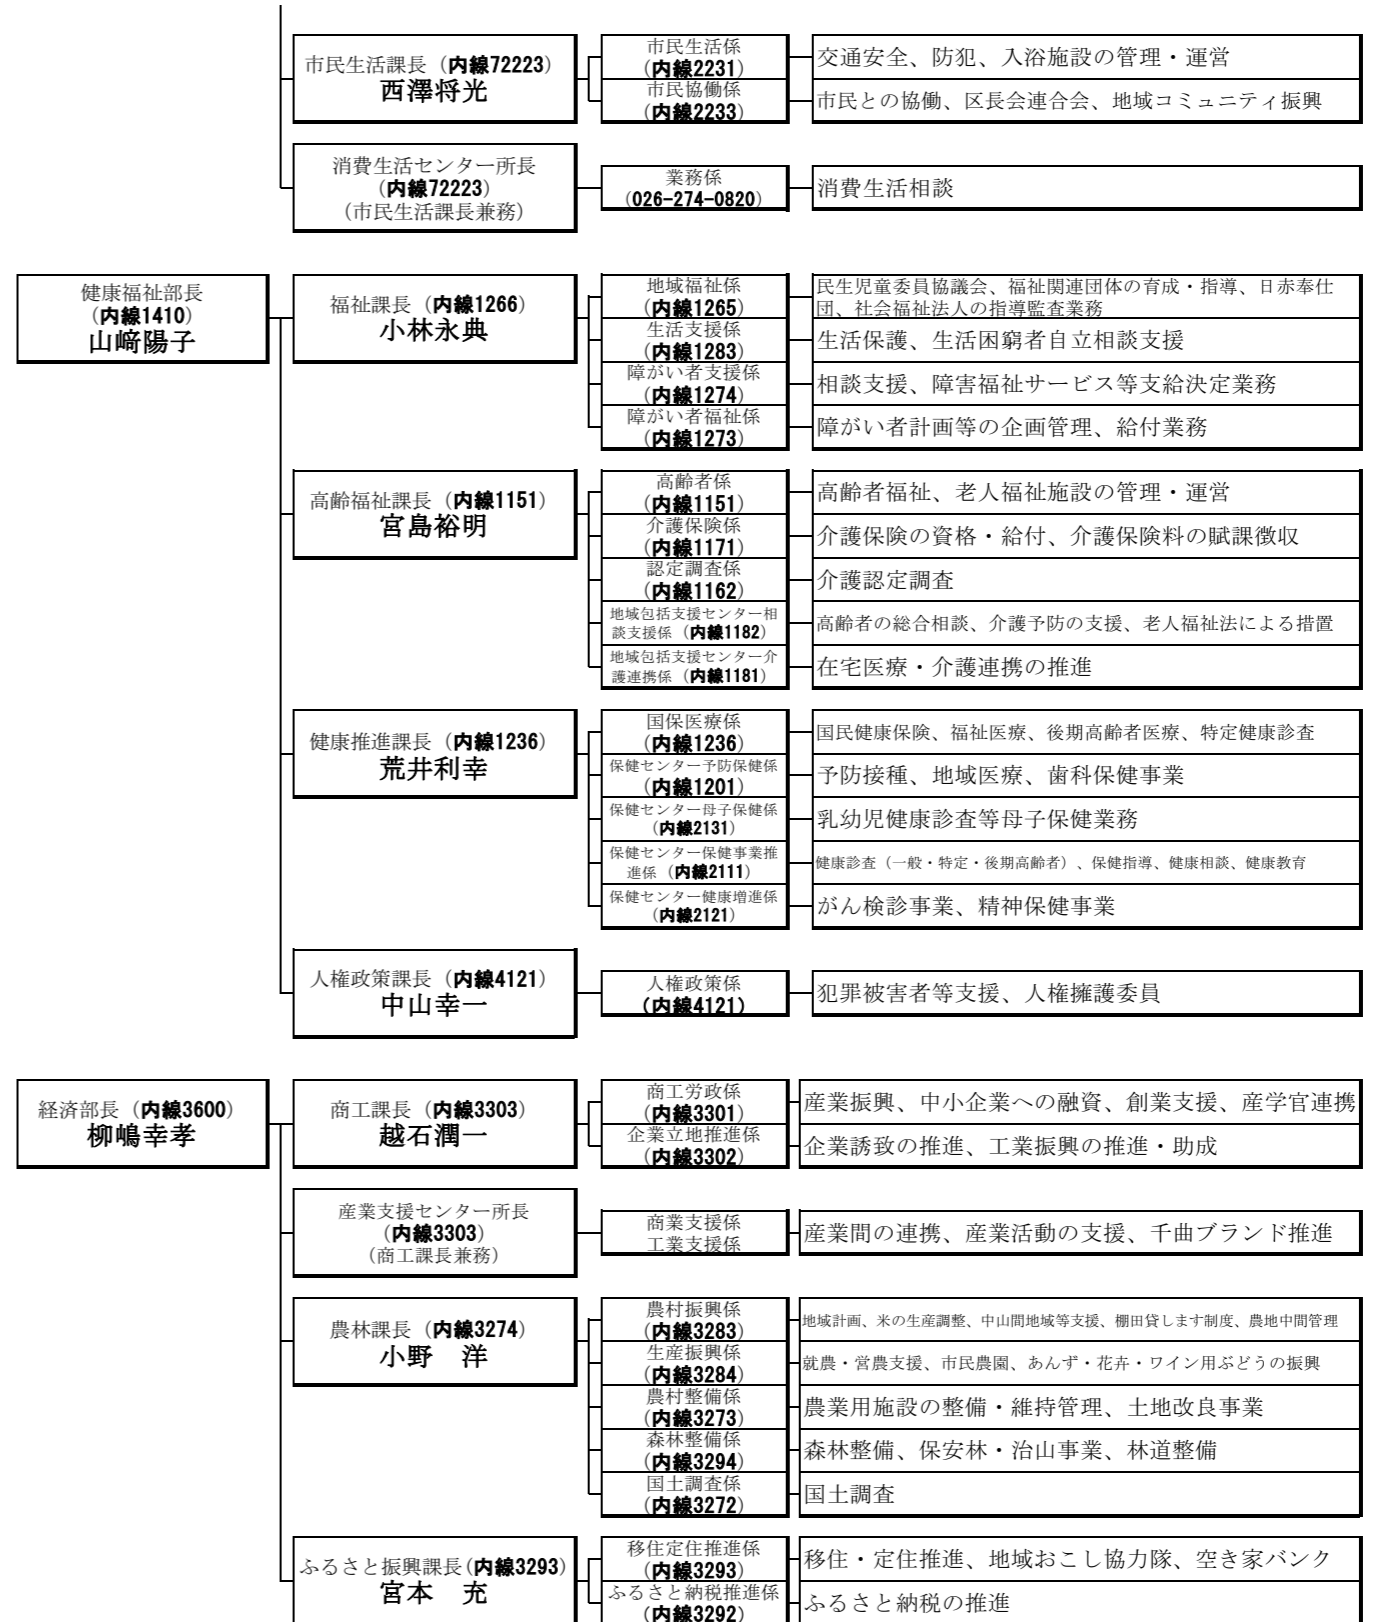 市民生活課長（内線72223）
西澤将光
市民生活係
（内線2231）
交通安全、防犯、入浴施設の管理・運営
市民協働係
（内線2233）
市民との協働、区長会連合会、地域コミュニティ振興
消費生活センター所長
（内線72223）
（市民生活課長兼務）
業務係
（026-274-0820）
消費生活相談
健康福祉部長
（内線1410）
山﨑陽子
福祉課長（内線1266）
小林永典
地域福祉係
（内線1265）
民生児童委員協議会、福祉関連団体の育成・指導、日赤奉仕
団、社会福祉法人の指導監査業務
生活支援係
（内線1283）
生活保護、生活困窮者自立相談支援
障がい者支援係
（内線1274）
相談支援、障害福祉サービス等支給決定業務
障がい者福祉係
（内線1273）
障がい者計画等の企画管理、給付業務
高齢福祉課長（内線1151）
宮島裕明
高齢者係
（内線1151）
高齢者福祉、老人福祉施設の管理・運営
介護保険係
（内線1171）
介護保険の資格・給付、介護保険料の賦課徴収
認定調査係
（内線1162）
介護認定調査
地域包括支援センター相
談支援係（内線1182）
高齢者の総合相談、介護予防の支援、老人福祉法による措置
地域包括支援センター介
護連携係（内線1181）
在宅医療・介護連携の推進
健康推進課長（内線1236）
荒井利幸
国保医療係
（内線1236）
国民健康保険、福祉医療、後期高齢者医療、特定健康診査
保健センター予防保健係
（内線1201）
予防接種、地域医療、歯科保健事業
保健センター母子保健係
（内線2131）
乳幼児健康診査等母子保健業務
保健センター保健事業推
進係（内線2111）
健康診査（一般・特定・後期高齢者）、保健指導、健康相談、健康教育
保健センター健康増進係
（内線2121）
がん検診事業、精神保健事業
人権政策課長（内線4121）
中山幸一
人権政策係
（内線4121）
犯罪被害者等支援、人権擁護委員
経済部長（内線3600）
柳嶋幸孝
商工課長（内線3303）
越石潤一
商工労政係
（内線3301）
産業振興、中小企業への融資、創業支援、産学官連携
企業立地推進係
（内線3302）
企業誘致の推進、工業振興の推進・助成
産業支援センター所長
（内線3303）
（商工課長兼務）
商業支援係
工業支援係
産業間の連携、産業活動の支援、千曲ブランド推進
農林課長（内線3274）
小野　洋
農村振興係
（内線3283）
地域計画、米の生産調整、中山間地域等支援、棚田貸します制度、農地中間管理
生産振興係
（内線3284）
就農・営農支援、市民農園、あんず・花卉・ワイン用ぶどうの振興
農村整備係
（内線3273）
農業用施設の整備・維持管理、土地改良事業
森林整備係
（内線3294）
森林整備、保安林・治山事業、林道整備
国土調査係
（内線3272）
国土調査
ふるさと振興課長（内線3293）
宮本　充
移住定住推進係
（内線3293）
移住・定住推進、地域おこし協力隊、空き家バンク
ふるさと納税推進係
（内線3292）
ふるさと納税の推進